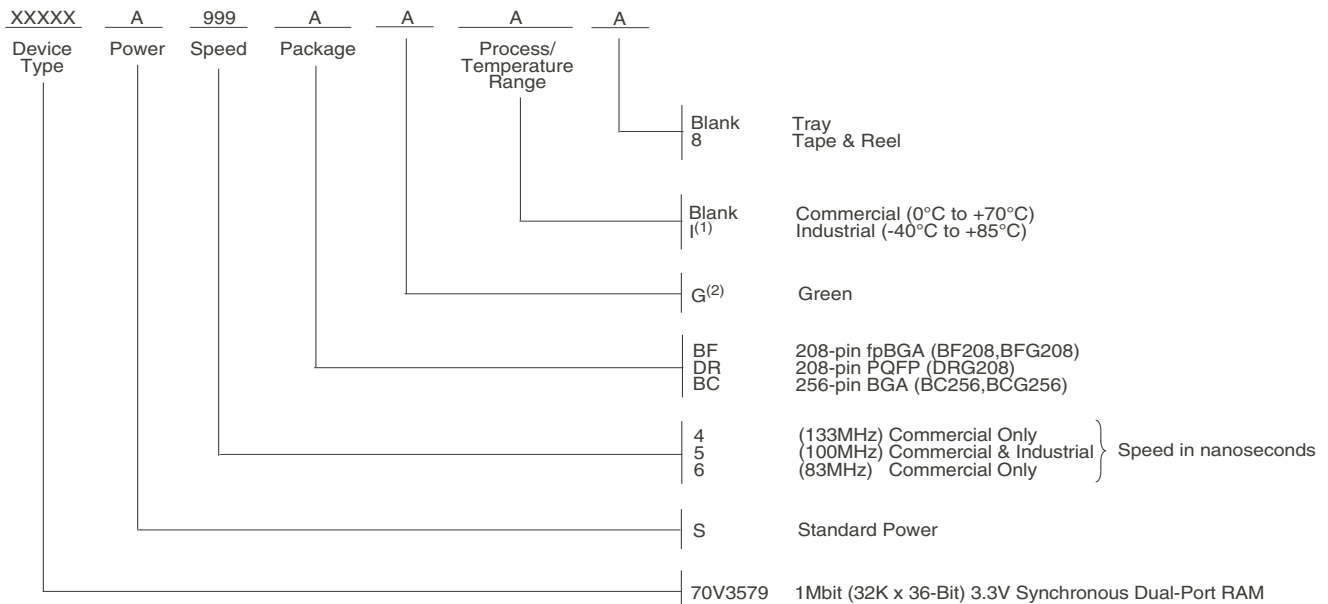 XXXXX A 999 A A A A
Device Type Power Speed Package Process/ Temperature Range
Blank Tray
8 Tape & Reel
Blank Commercial (0°C to +70°C)
I(1) Industrial (-40°C to +85°C)
G(2) Green
BF 208-pin fpBGA (BF208,BFG208)
DR 208-pin PQFP (DRG208)
BC 256-pin BGA (BC256,BCG256)
4 (133MHz) Commercial Only
5 (100MHz) Commercial & Industrial Speed in nanoseconds
6 (83MHz) Commercial Only
S Standard Power
70V3579 1Mbit (32K x 36-Bit) 3.3V Synchronous Dual-Port RAM